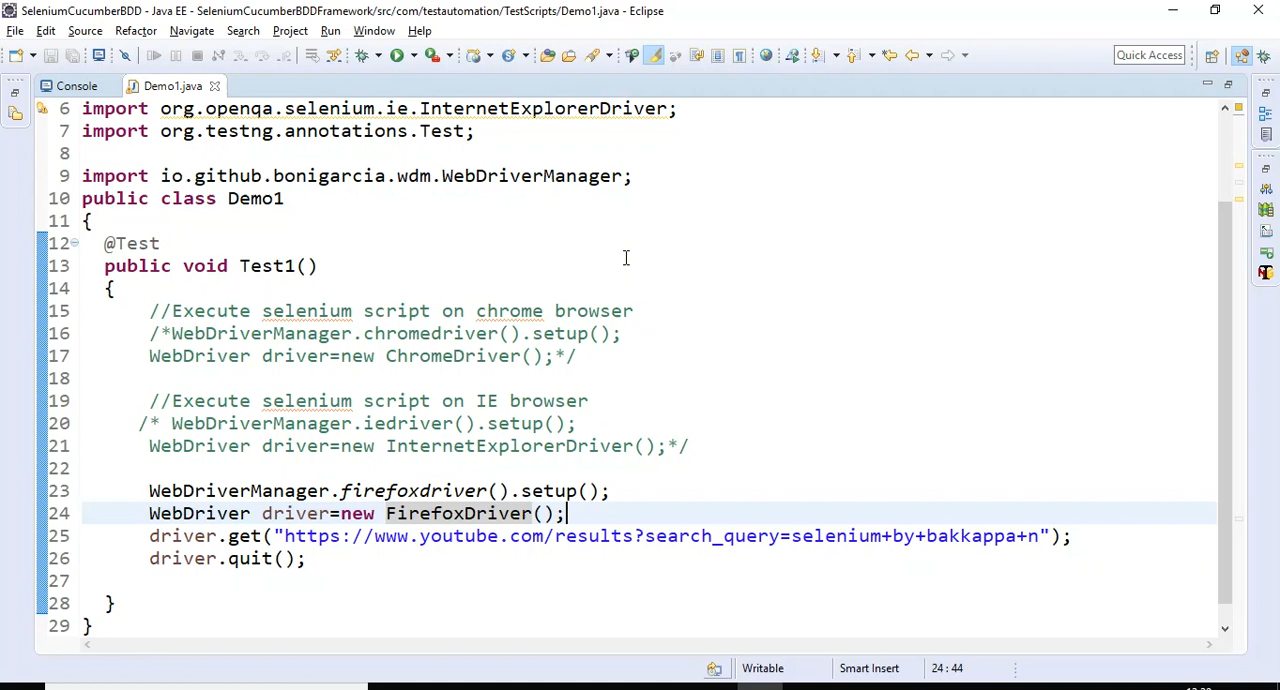 SeleniumCucumberBDD - Java EE - SeleniumCucumberBDDFramework/src/com/testautomation/TestScripts/Demo1.java - Eclipse
File Edit Source Refactor Navigate Search Project Run Window Help
Quick Access
Console Demo1.java
6 import org.openqa.selenium.ie.InternetExplorerDriver;
7 import org.testng.annotations.Test;
8
9 import io.github.bonigarcia.wdm.WebDriverManager;
10 public class Demo1
11 {
12 @Test
13 public void Test1()
14 {
15 //Execute selenium script on chrome browser
16 /*WebDriverManager.chromedriver().setup();
17 WebDriver driver=new ChromeDriver();*/
18
19 //Execute selenium script on IE browser
20 /* WebDriverManager.iedriver().setup();
21 WebDriver driver=new InternetExplorerDriver();*/
22
23 WebDriverManager.firefoxdriver().setup();
24 WebDriver driver=new FirefoxDriver();
25 driver.get("https://www.youtube.com/results?search_query=selenium+by+bakkappa+n");
26 driver.quit();
27
28 }
29 }
Writable Smart Insert 24 : 44